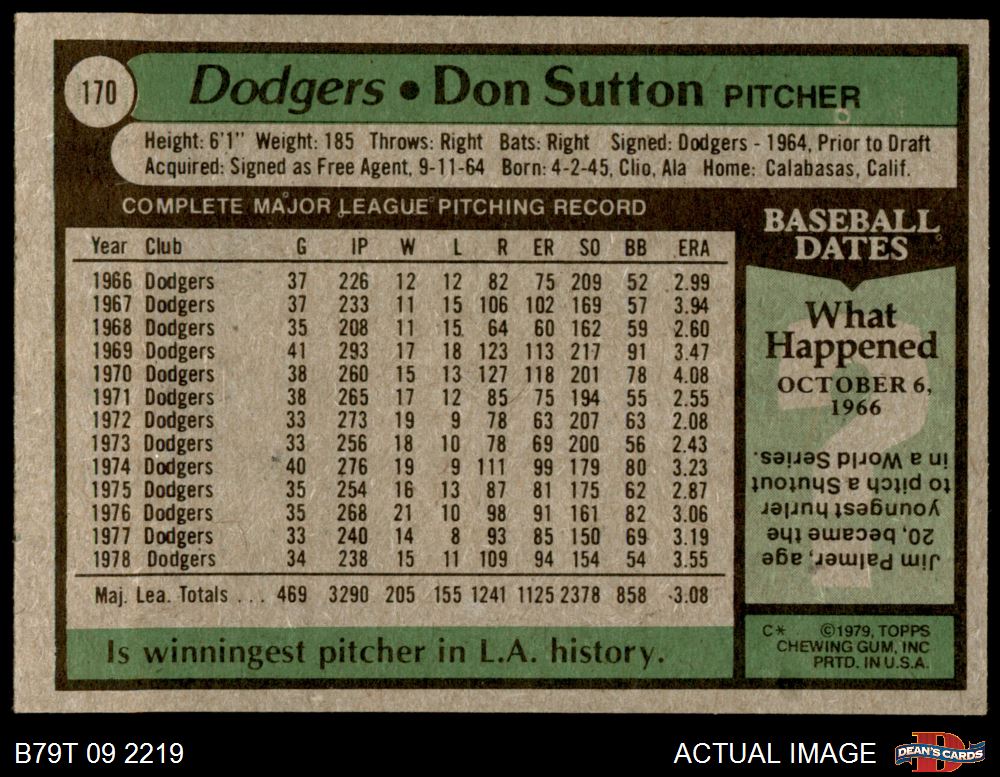 170
Dodgers • Don Sutton PITCHER
Height: 6'1" Weight: 185 Throws: Right Bats: Right Signed: Dodgers - 1964, Prior to Draft
Acquired: Signed as Free Agent, 9-11-64 Born: 4-2-45, Clio, Ala Home: Calabasas, Calif.
COMPLETE MAJOR LEAGUE PITCHING RECORD
Year Club G IP W L R ER SO BB ERA
1966 Dodgers 37 226 12 12 82 75 209 52 2.99
1967 Dodgers 37 233 11 15 106 102 169 57 3.94
1968 Dodgers 35 208 11 15 64 60 162 59 2.60
1969 Dodgers 41 293 17 18 123 113 217 91 3.47
1970 Dodgers 38 260 15 13 127 118 201 78 4.08
1971 Dodgers 38 265 17 12 85 75 194 55 2.55
1972 Dodgers 33 273 19 9 78 63 207 63 2.08
1973 Dodgers 33 256 18 10 78 69 200 56 2.43
1974 Dodgers 40 276 19 9 111 99 179 80 3.23
1975 Dodgers 35 254 16 13 87 81 175 62 2.87
1976 Dodgers 35 268 21 10 98 91 161 82 3.06
1977 Dodgers 33 240 14 8 93 85 150 69 3.19
1978 Dodgers 34 238 15 11 109 94 154 54 3.55
Maj. Lea. Totals . . . 469 3290 205 155 1241 1125 2378 858 3.08
Is winningest pitcher in L.A. history.
BASEBALL
DATES
What
Happened
OCTOBER 6,
1966
Jim Palmer, age
20, became the
youngest hurler
to pitch a Shutout
in a World Series.
C* ©1979, TOPPS
CHEWING GUM, INC
PRTD. IN U.S.A.
B79T 09 2219
ACTUAL IMAGE
D
DEAN'S CARDS